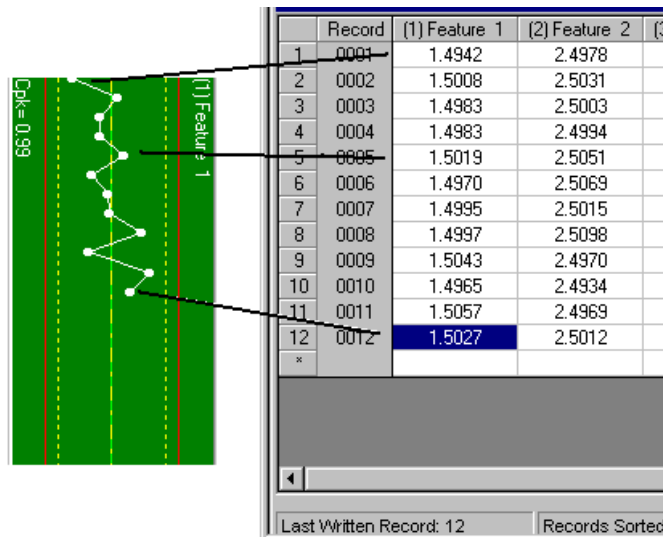 (1) Feature 1
Cpk= 0.99
Record (1) Feature 1 (2) Feature 2 (3
1 0001 1.4942 2.4978
2 0002 1.5008 2.5031
3 0003 1.4983 2.5003
4 0004 1.4983 2.4994
5 0005 1.5019 2.5051
6 0006 1.4970 2.5069
7 0007 1.4995 2.5015
8 0008 1.4997 2.5098
9 0009 1.5043 2.4970
10 0010 1.4965 2.4934
11 0011 1.5057 2.4969
12 0012 1.5027 2.5012
*
Last Written Record: 12 Records Sorted